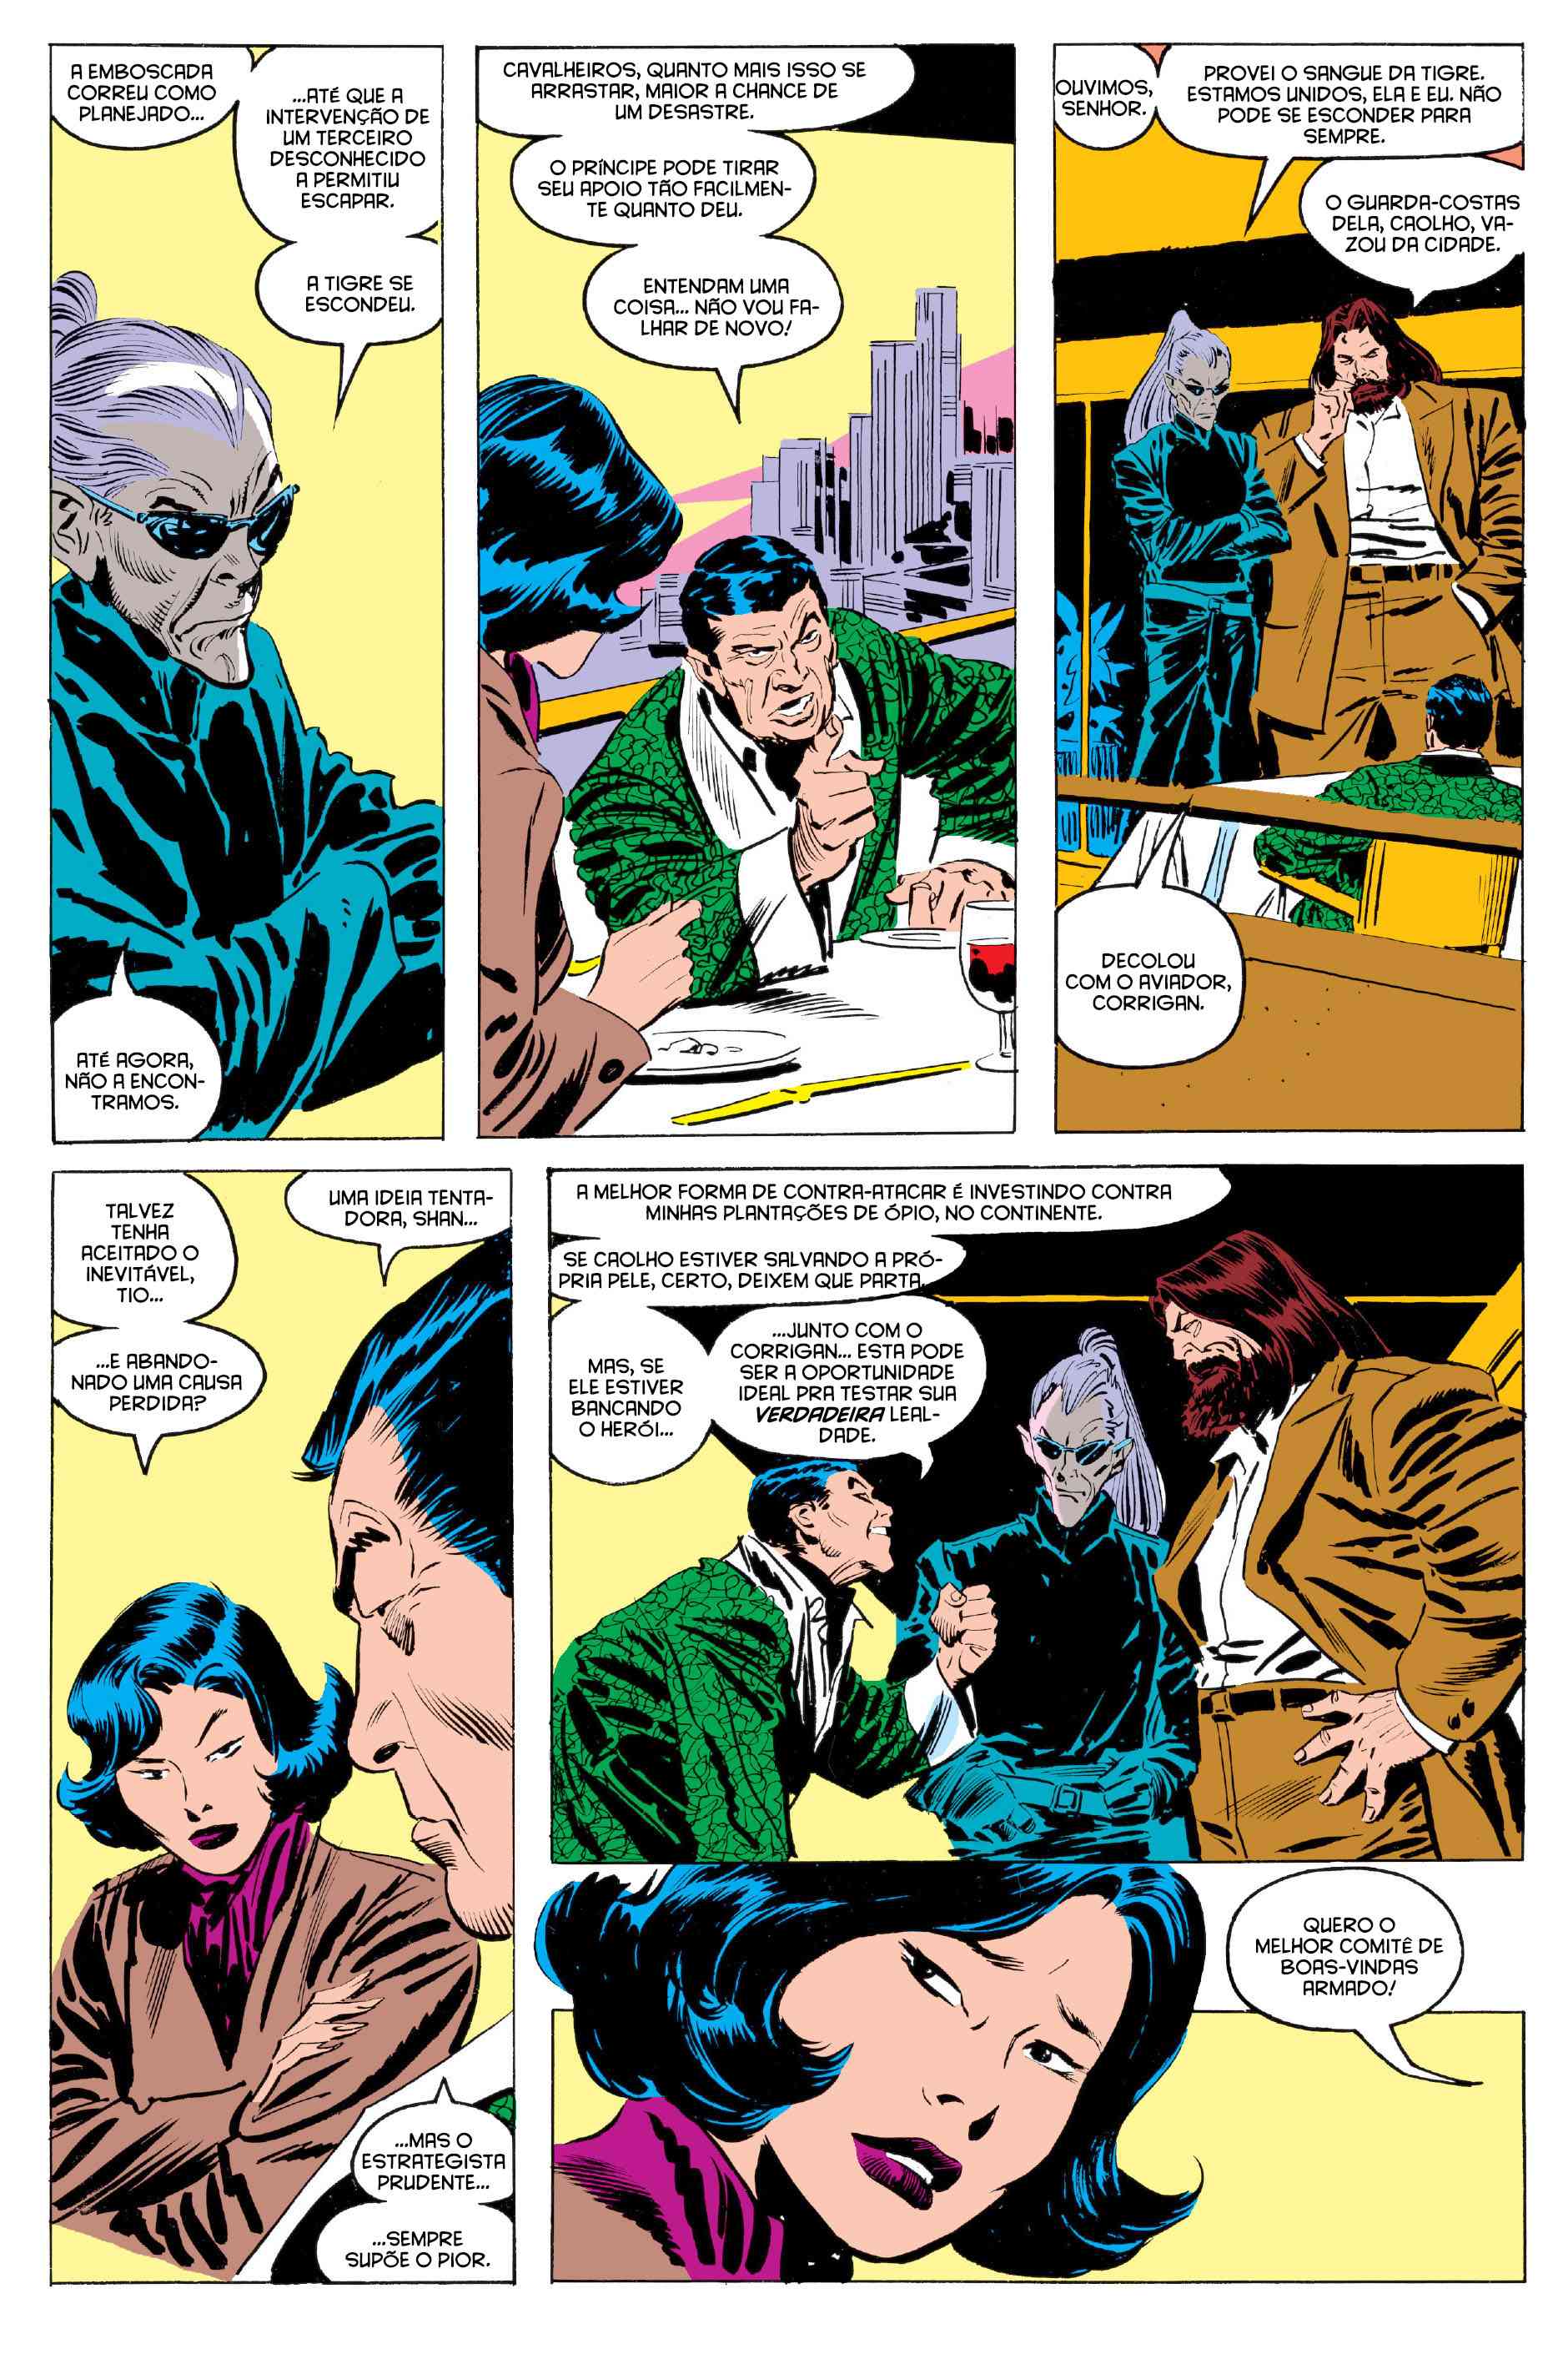 A EMBOSCADA
CORREU COMO
PLANEJADO...
...ATÉ QUE A
INTERVENÇÃO DE
UM TERCEIRO
DESCONHECIDO
A PERMITIU
ESCAPAR.
A TIGRE SE
ESCONDEU.
ATÉ AGORA,
NÃO A ENCON-
TRAMOS.
CAVALHEIROS, QUANTO MAIS ISSO SE
ARRASTAR, MAIOR A CHANCE DE
UM DESASTRE.
O PRÍNCIPE PODE TIRAR
SEU APOIO TÃO FACILMEN-
TE QUANTO DEU.
ENTENDAM UMA
COISA... NÃO VOU FA-
LHAR DE NOVO!
OUVIMOS,
SENHOR.
PROVEI O SANGUE DA TIGRE.
ESTAMOS UNIDOS, ELA E EU. NÃO
PODE SE ESCONDER PARA
SEMPRE.
O GUARDA-COSTAS
DELA, CAOLHO, VA-
ZOU DA CIDADE.
DECOLOU
COM O AVIADOR,
CORRIGAN.
TALVEZ
TENHA
ACEITADO O
INEVITÁVEL,
TIO...
...E ABANDO-
NADO UMA CAUSA
PERDIDA?
UMA IDEIA TENTA-
DORA, SHAN...
...MAS O
ESTRATEGISTA
PRUDENTE...
...SEMPRE
SUPÕE O PIOR.
A MELHOR FORMA DE CONTRA-ATACAR É INVESTINDO CONTRA
MINHAS PLANTAÇÕES DE ÓPIO, NO CONTINENTE.
SE CAOLHO ESTIVER SALVANDO A PRÓ-
PRIA PELE, CERTO, DEIXEM QUE PARTA.
MAS, SE
ELE ESTIVER
BANCANDO
O HERÓI...
...JUNTO COM O
CORRIGAN... ESTA PODE
SER A OPORTUNIDADE
IDEAL PRA TESTAR SUA
VERDADEIRA LEAL-
DADE.
QUERO O
MELHOR COMITÊ DE
BOAS-VINDAS
ARMADO!